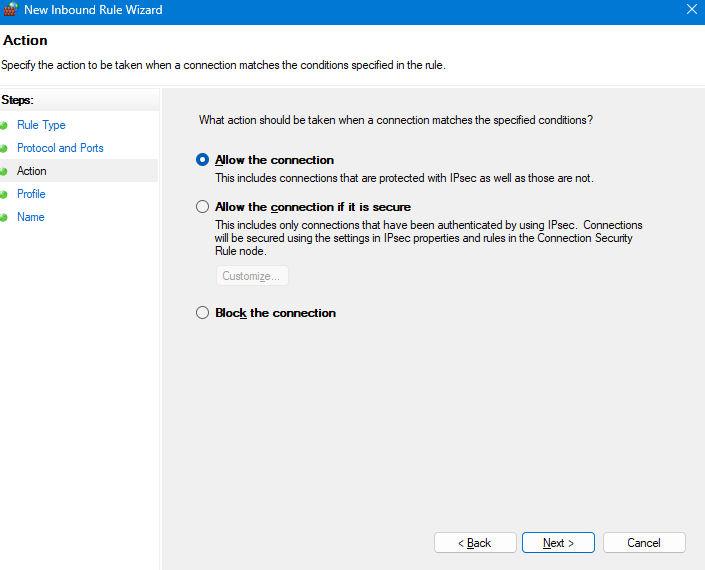 New Inbound Rule Wizard
Action
Specify the action to be taken when a connection matches the conditions specified in the rule.
Steps:
Rule Type
Protocol and Ports
Action
Profile
Name
What action should be taken when a connection matches the specified conditions?
Allow the connection
This includes connections that are protected with IPsec as well as those are not.
Allow the connection if it is secure
This includes only connections that have been authenticated by using IPsec. Connections
will be secured using the settings in IPsec properties and rules in the Connection Security
Rule node.
Customize...
Block the connection
< Back
Next >
Cancel